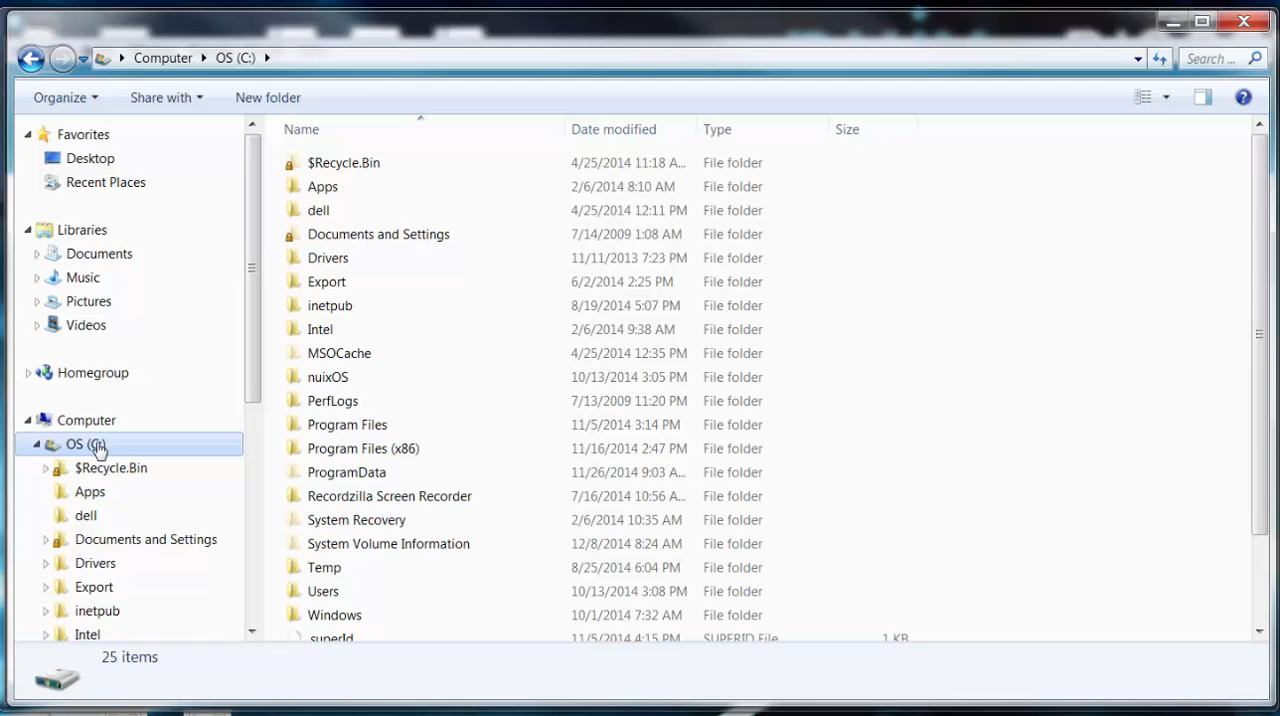 Computer OS (C:) Search ...
Organize Share with New folder
Favorites
Desktop
Recent Places
Libraries
Documents
Music
Pictures
Videos
Homegroup
Computer
OS (C:)
$Recycle.Bin
Apps
dell
Documents and Settings
Drivers
Export
inetpub
Intel
Name Date modified Type Size
$Recycle.Bin 4/25/2014 11:18 A... File folder
Apps 2/6/2014 8:10 AM File folder
dell 4/25/2014 12:11 PM File folder
Documents and Settings 7/14/2009 1:08 AM File folder
Drivers 11/11/2013 7:23 PM File folder
Export 6/2/2014 2:25 PM File folder
inetpub 8/19/2014 5:07 PM File folder
Intel 2/6/2014 9:38 AM File folder
MSOCache 4/25/2014 12:35 PM File folder
nuixOS 10/13/2014 3:05 PM File folder
PerfLogs 7/13/2009 11:20 PM File folder
Program Files 11/5/2014 3:14 PM File folder
Program Files (x86) 11/16/2014 2:47 PM File folder
ProgramData 11/26/2014 9:03 A... File folder
Recordzilla Screen Recorder 7/16/2014 10:56 A... File folder
System Recovery 2/6/2014 10:35 AM File folder
System Volume Information 12/8/2014 8:24 AM File folder
Temp 8/25/2014 6:04 PM File folder
Users 10/13/2014 3:08 PM File folder
Windows 10/1/2014 7:32 AM File folder
superId 11/5/2014 4:15 PM SUPERID File 1 KB
25 items